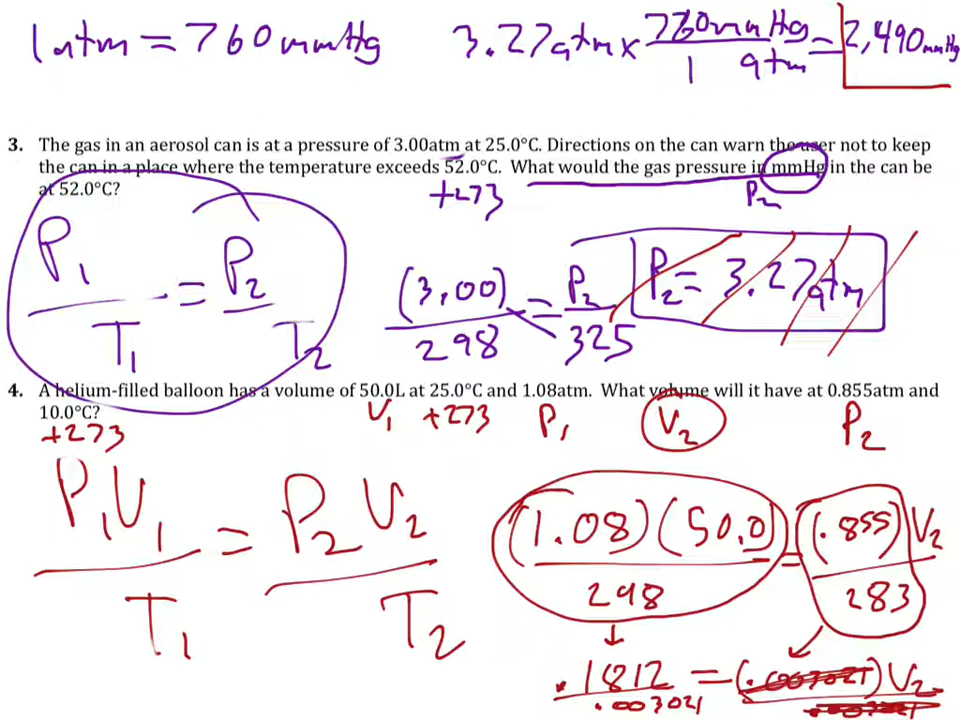 1 atm = 760 mmHg 3.27 atm x 760 mmHg / 1 atm = 2,490 mmHg
3. The gas in an aerosol can is at a pressure of 3.00atm at 25.0°C. Directions on the can warn the user not to keep
the can in a place where the temperature exceeds 52.0°C. What would the gas pressure in mmHg in the can be
at 52.0°C?
+273 P2
P1 / T1 = P2 / T2 (3.00) / 298 = P2 / 325 P2 = 3.27 atm
4. A helium-filled balloon has a volume of 50.0L at 25.0°C and 1.08atm. What volume will it have at 0.855atm and
10.0°C? V1 +273 P1 V2 P2
+273
P1V1 / T1 = P2V2 / T2 (1.08)(50.0) / 298 = (.855)V2 / 283
.1812 / .003021 = (.003021)V2 / .003021